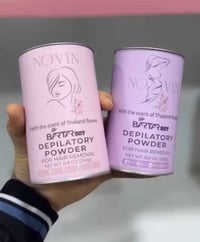 NOVIN
with the scent of Thailand flowers
DEPILATORY
POWDER
FOR HAIR REMOVAL
NOVIN
with the scent of Thailand flowers
DEPILATORY
POWDER
FOR HAIR REMOVAL